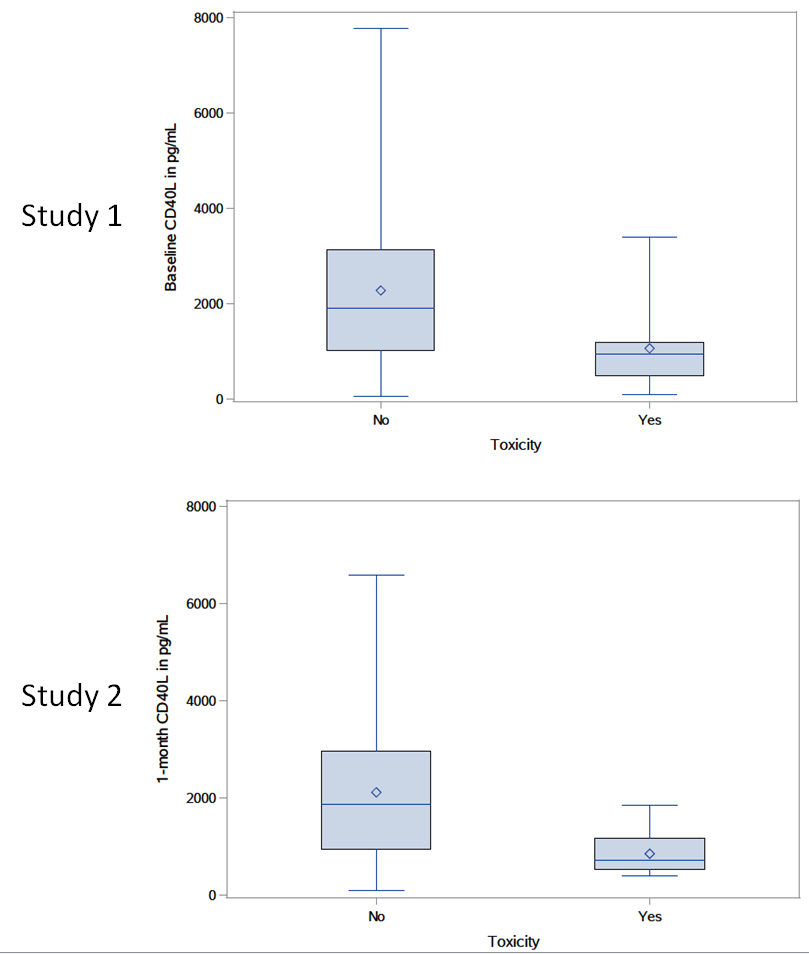 8000
6000
4000
2000
0
Baseline CD40L in pg/mL
Study 1
No
Yes
Toxicity
8000
6000
4000
2000
0
1-month CD40L in pg/mL
Study 2
No
Yes
Toxicity